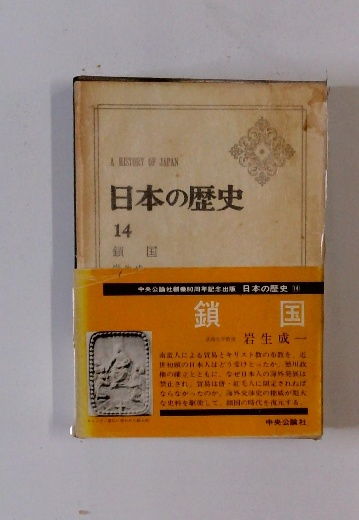 A HISTORY OF JAPAN
日本の歴史
14
鎖 国
中央公論社創業80周年記念出版 日本の歴史 14
鎖 国
岩生成一
南蛮人による貿易とキリスト教の布教を、近
世初頭の日本人はどう受けとったか。徳川政
権の確立とともに、なぜ日本人の海外発展は
禁止され、貿易は唐・紅毛人に限定されねば
ならなかったのか。海外交渉史の権威が厖大
な史料を駆使して、鎖国の時代を復元する。
中央公論社